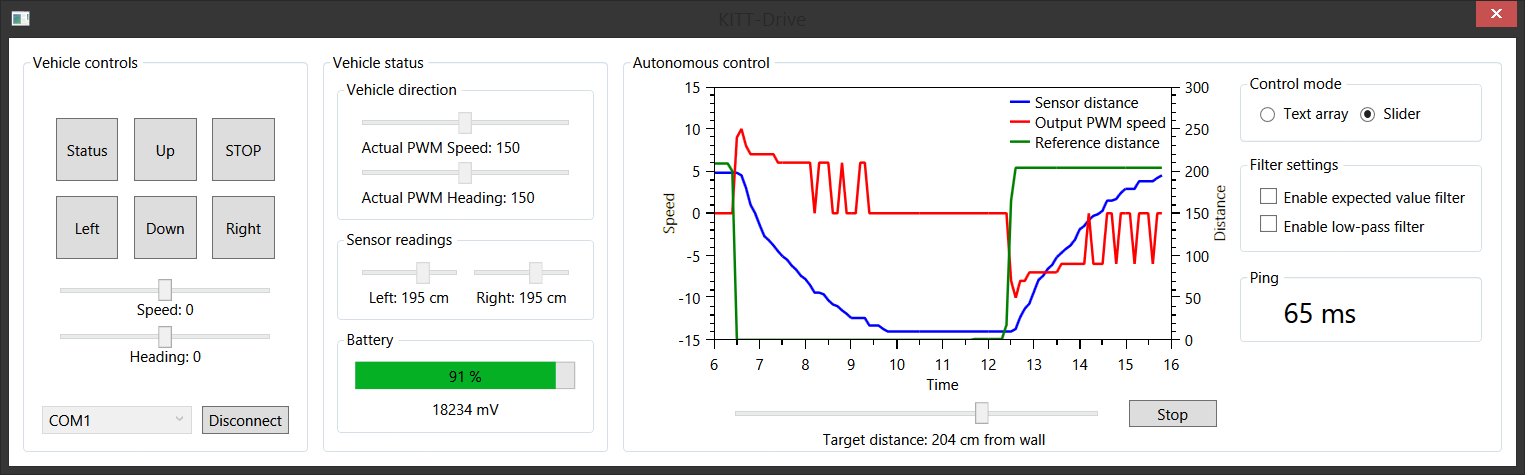 KITT-Drive
Vehicle controls
Status
Up
STOP
Left
Down
Right
Speed: 0
Heading: 0
COM1
Disconnect
Vehicle status
Vehicle direction
Actual PWM Speed: 150
Actual PWM Heading: 150
Sensor readings
Left: 195 cm
Right: 195 cm
Battery
91 %
18234 mV
Autonomous control
Sensor distance
Output PWM speed
Reference distance
15
10
5
0
-5
-10
-15
Speed
300
250
200
150
100
50
0
Distance
6 7 8 9 10 11 12 13 14 15 16
Time
Target distance: 204 cm from wall
Stop
Control mode
Text array
Slider
Filter settings
Enable expected value filter
Enable low-pass filter
Ping
65 ms